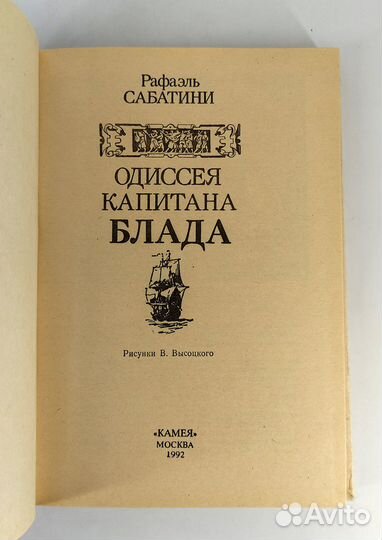 Рафаэль
САБАТИНИ
ОДИССЕЯ
КАПИТАНА
БЛАДА
Рисунки В. Высоцкого
«КАМЕЯ»
МОСКВА
1992
Avito